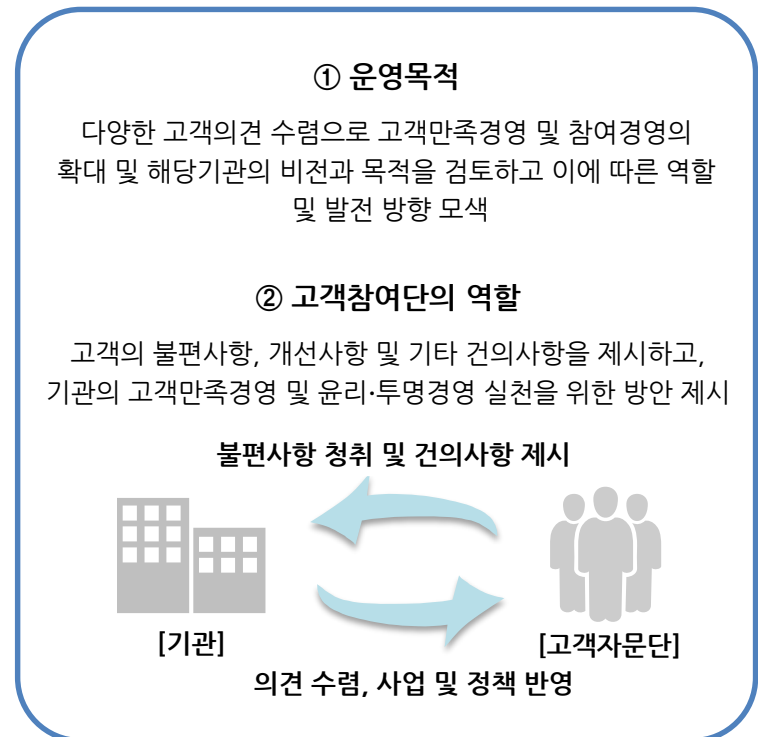 ① 운영목적
다양한 고객의견 수렴으로 고객만족경영 및 참여경영의
확대 및 해당기관의 비전과 목적을 검토하고 이에 따른 역할
및 발전 방향 모색
② 고객참여단의 역할
고객의 불편사항, 개선사항 및 기타 건의사항을 제시하고,
기관의 고객만족경영 및 윤리·투명경영 실천을 위한 방안 제시
불편사항 청취 및 건의사항 제시
[기관]
[고객자문단]
의견 수렴, 사업 및 정책 반영